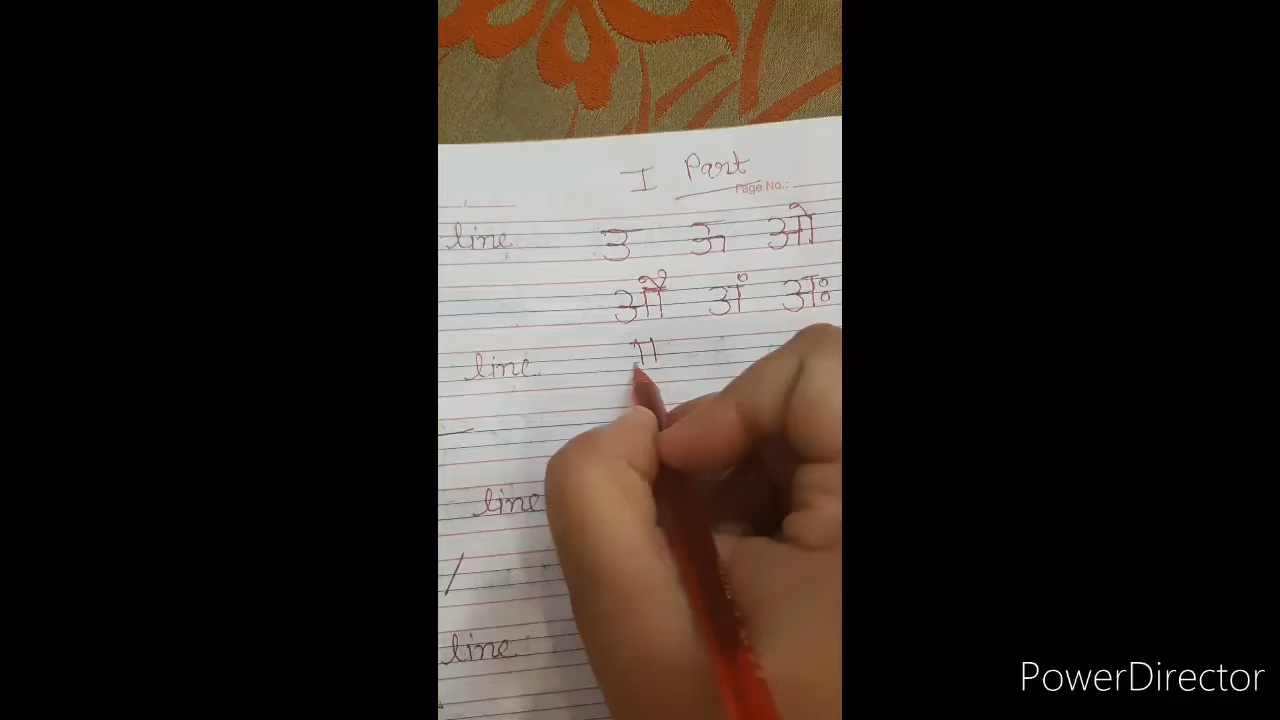 I Part
Page No.:
line उ ऊ ओ
औ अं अः
line
line
line
PowerDirector